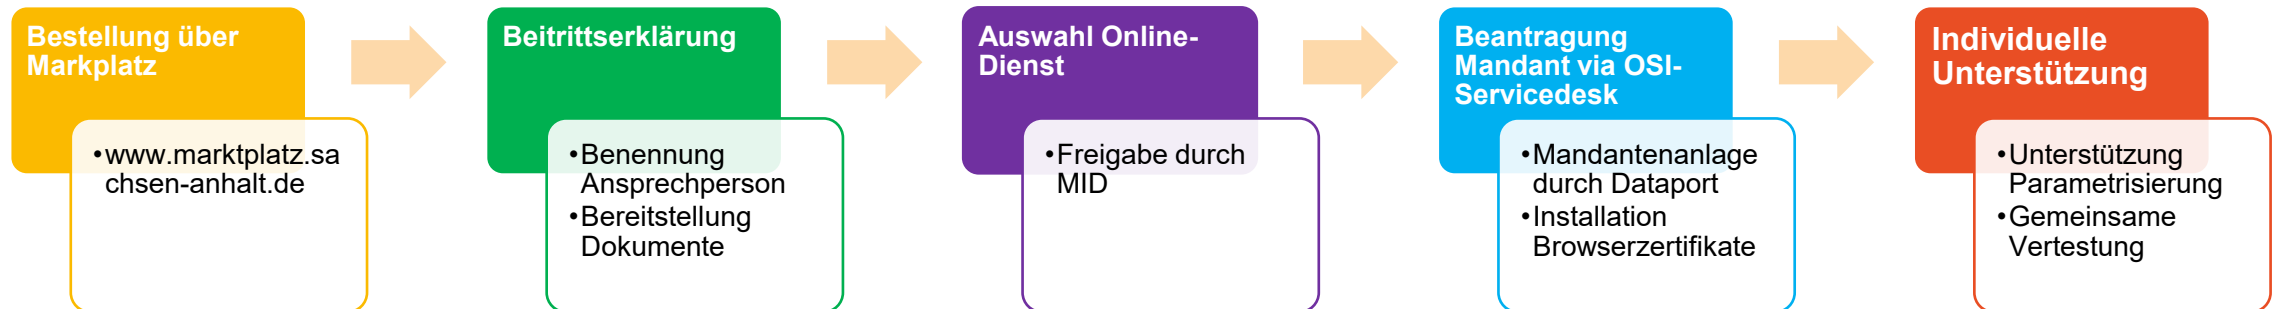 Bestellung über
Markplatz
•www.marktplatz.sa
chsen-anhalt.de
Beitrittserklärung
•Benennung
Ansprechperson
•Bereitstellung
Dokumente
Auswahl Online-
Dienst
•Freigabe durch
MID
Beantragung
Mandant via OSI-
Servicedesk
•Mandantenanlage
durch Dataport
•Installation
Browserzertifikate
Individuelle
Unterstützung
•Unterstützung
Parametrisierung
•Gemeinsame
Vertestung